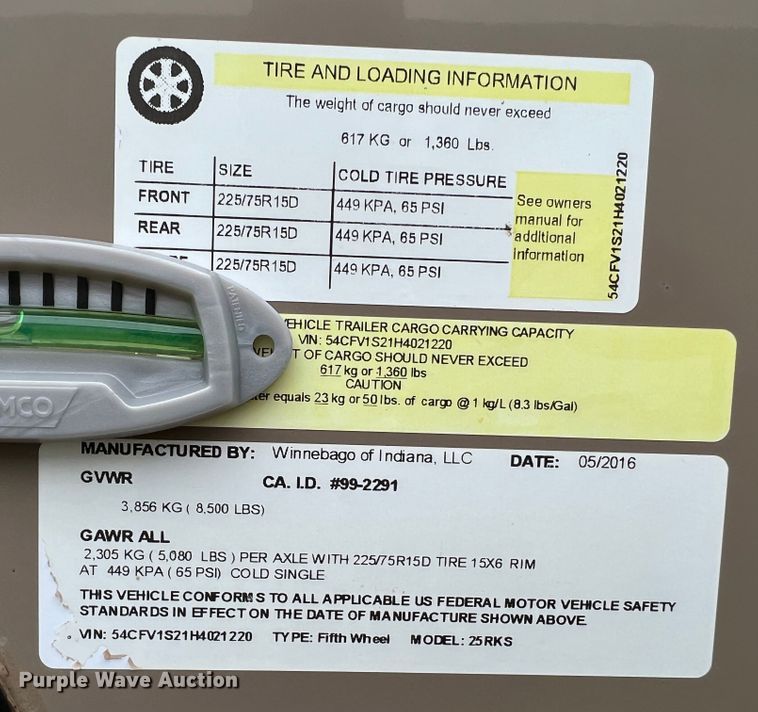 TIRE AND LOADING INFORMATION
The weight of cargo should never exceed
617 KG or 1,360 Lbs.
TIRE SIZE COLD TIRE PRESSURE
FRONT 225/75R15D 449 KPA, 65 PSI
REAR 225/75R15D 449 KPA, 65 PSI
225/75R15D 449 KPA, 65 PSI
See owners
manual for
additional
information
54CFV1S21H4021220
PATENTED
VEHICLE TRAILER CARGO CARRYING CAPACITY
VIN: 54CFV1S21H4021220
T OF CARGO SHOULD NEVER EXCEED
617 kg or 1,360 lbs
CAUTION
er equals 23 kg or 50 lbs. of cargo @ 1 kg/L (8.3 lbs/Gal)
MCO
MANUFACTURED BY: Winnebago of Indiana, LLC DATE: 05/2016
GVWR CA. I.D. #99-2291
3,856 KG ( 8,500 LBS)
GAWR ALL
2,305 KG ( 5,080 LBS ) PER AXLE WITH 225/75R15D TIRE 15X6 RIM
AT 449 KPA ( 65 PSI) COLD SINGLE
THIS VEHICLE CONFORMS TO ALL APPLICABLE US FEDERAL MOTOR VEHICLE SAFETY
STANDARDS IN EFFECT ON THE DATE OF MANUFACTURE SHOWN ABOVE.
VIN: 54CFV1S21H4021220 TYPE: Fifth Wheel MODEL: 25RKS
Purple Wave Auction